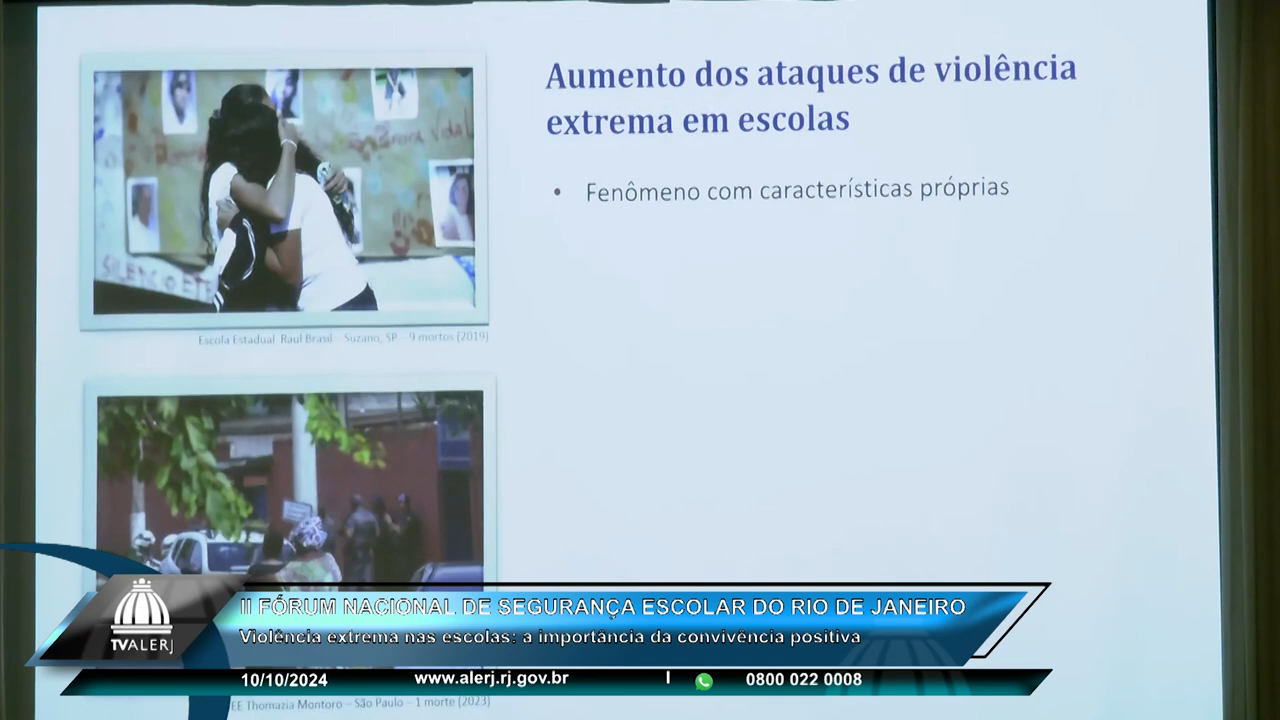 Aumento dos ataques de violência
extrema em escolas
• Fenômeno com características próprias
Escola Estadual Raul Brasil – Suzano, SP – 9 mortos (2019)
II FÓRUM NACIONAL DE SEGURANÇA ESCOLAR DO RIO DE JANEIRO
Violência extrema nas escolas: a importância da convivência positiva
TVALERJ
10/10/2024 www.alerj.rj.gov.br | 0800 022 0008
EE Thomazia Montoro – São Paulo – 1 morte (2023)